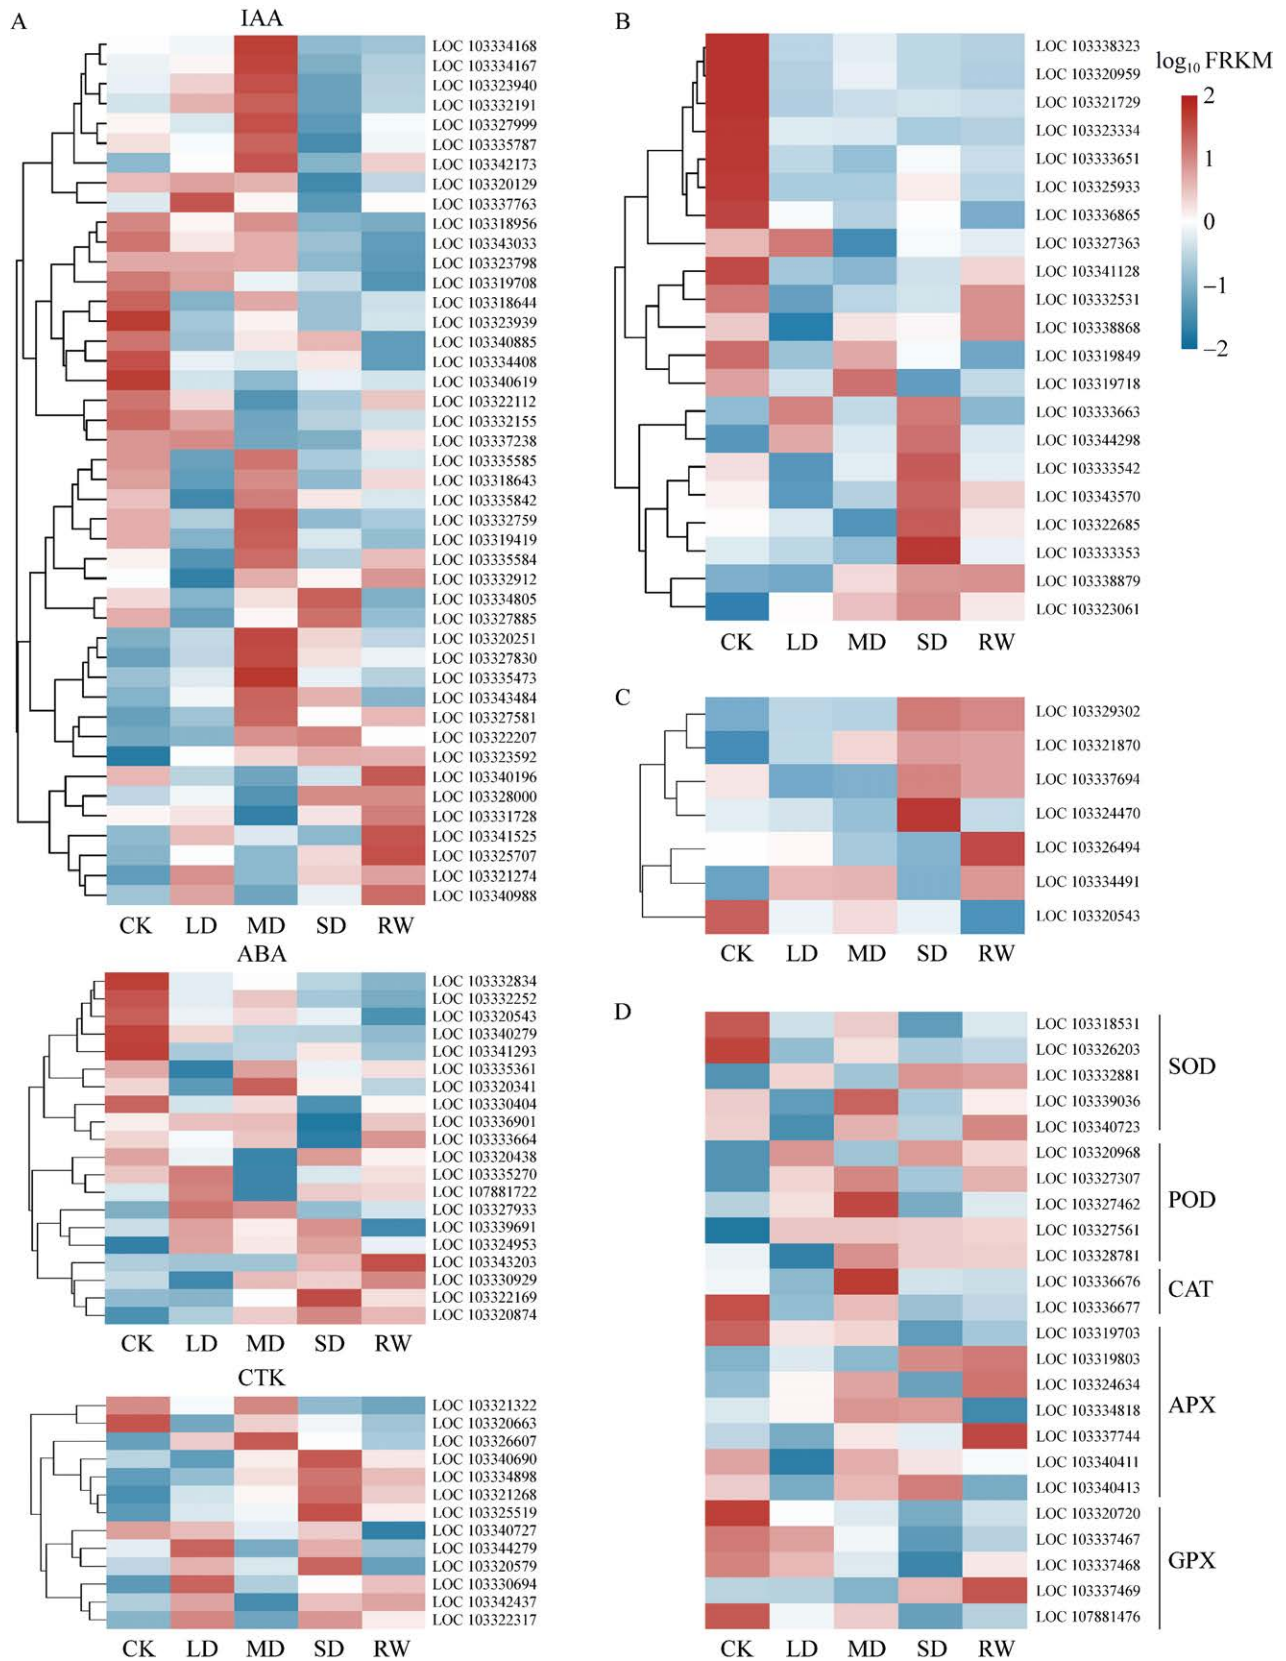 A
IAA
LOC 103334168
LOC 103334167
LOC 103323940
LOC 103332191
LOC 103327999
LOC 103335787
LOC 103342173
LOC 103320129
LOC 103337763
LOC 103318956
LOC 103343033
LOC 103323798
LOC 103319708
LOC 103318644
LOC 103323939
LOC 103340885
LOC 103334408
LOC 103340619
LOC 103322112
LOC 103332155
LOC 103337238
LOC 103335585
LOC 103318643
LOC 103335842
LOC 103332759
LOC 103319419
LOC 103335584
LOC 103332912
LOC 103334805
LOC 103327885
LOC 103320251
LOC 103327830
LOC 103335473
LOC 103343484
LOC 103327581
LOC 103322207
LOC 103323592
LOC 103340196
LOC 103328000
LOC 103331728
LOC 103341525
LOC 103325707
LOC 103321274
LOC 103340988
CK LD MD SD RW
ABA
LOC 103332834
LOC 103332252
LOC 103320543
LOC 103340279
LOC 103341293
LOC 103335361
LOC 103320341
LOC 103330404
LOC 103336901
LOC 103333664
LOC 103320438
LOC 103335270
LOC 107881722
LOC 103327933
LOC 103339691
LOC 103324953
LOC 103343203
LOC 103330929
LOC 103322169
LOC 103320874
CK LD MD SD RW
CTK
LOC 103321322
LOC 103320663
LOC 103326607
LOC 103340690
LOC 103334898
LOC 103321268
LOC 103325519
LOC 103340727
LOC 103344279
LOC 103320579
LOC 103330694
LOC 103342437
LOC 103322317
CK LD MD SD RW
B
LOC 103338323
LOC 103320959
LOC 103321729
LOC 103323334
LOC 103333651
LOC 103325933
LOC 103336865
LOC 103327363
LOC 103341128
LOC 103332531
LOC 103338868
LOC 103319849
LOC 103319718
LOC 103333663
LOC 103344298
LOC 103333542
LOC 103343570
LOC 103322685
LOC 103333353
LOC 103338879
LOC 103323061
CK LD MD SD RW
log₁₀ FRKM
2
1
0
−1
−2
C
LOC 103329302
LOC 103321870
LOC 103337694
LOC 103324470
LOC 103326494
LOC 103334491
LOC 103320543
CK LD MD SD RW
D
LOC 103318531
LOC 103326203
LOC 103332881
LOC 103339036
LOC 103340723
SOD
LOC 103320968
LOC 103327307
LOC 103327462
LOC 103327561
LOC 103328781
POD
LOC 103336676
LOC 103336677
CAT
LOC 103319703
LOC 103319803
LOC 103324634
LOC 103334818
LOC 103337744
LOC 103340411
LOC 103340413
APX
LOC 103320720
LOC 103337467
LOC 103337468
LOC 103337469
LOC 107881476
GPX
CK LD MD SD RW